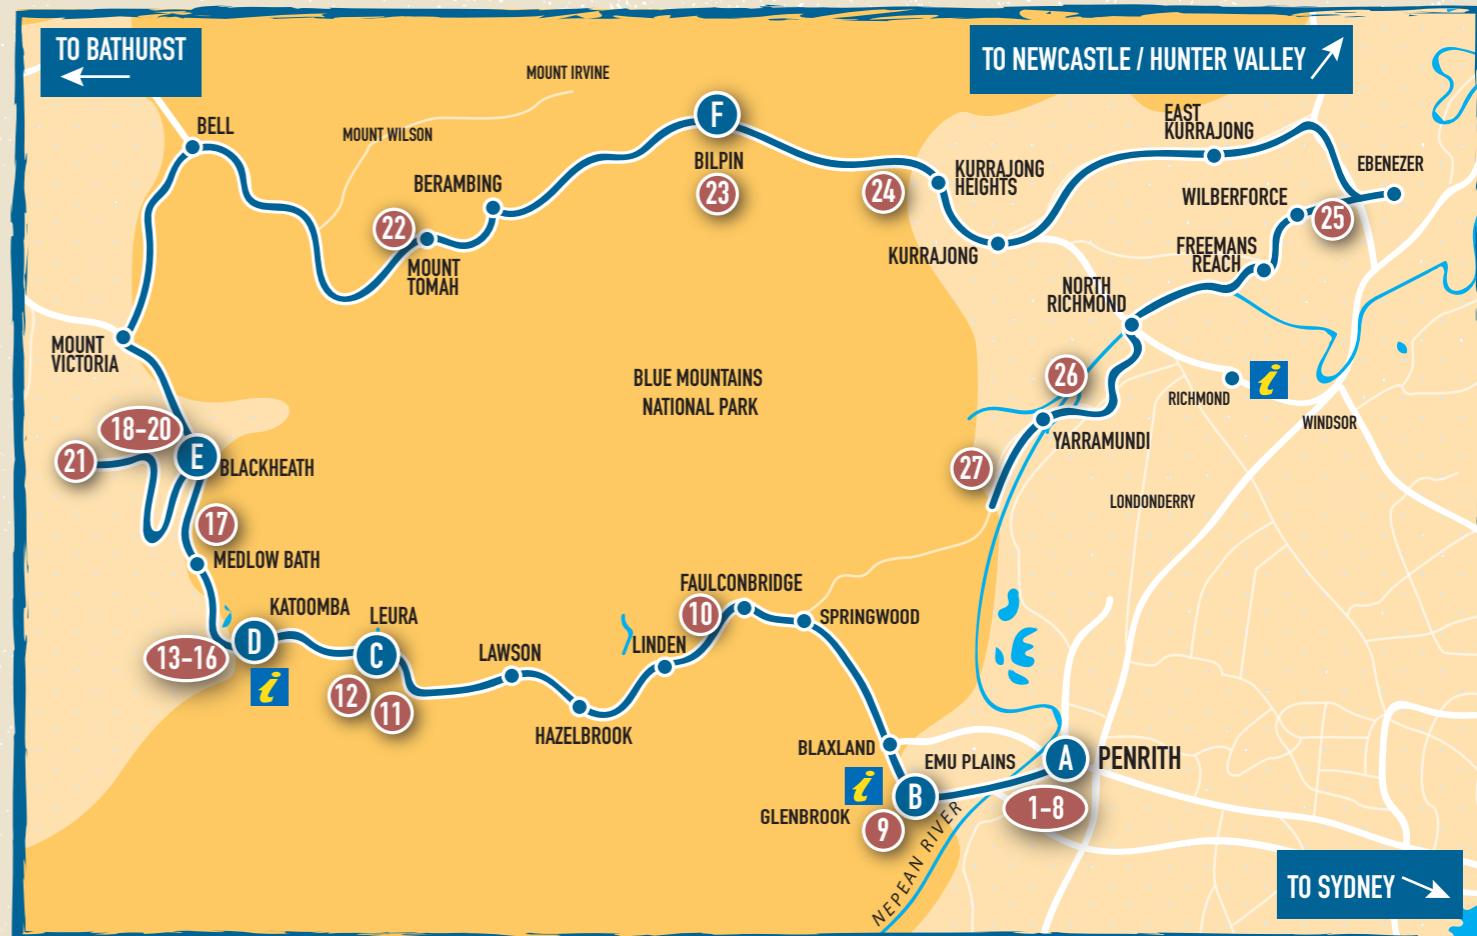 TO BATHURST
TO NEWCASTLE / HUNTER VALLEY
MOUNT IRVINE
MOUNT WILSON
BELL
BERAMBING
F
BILPIN
23
22
MOUNT
TOMAH
24
KURRAJONG
HEIGHTS
KURRAJONG
EAST
KURRAJONG
EBENEZER
WILBERFORCE
25
FREEMANS
REACH
NORTH
RICHMOND
MOUNT
VICTORIA
BLUE MOUNTAINS
NATIONAL PARK
26
RICHMOND
i
WINDSOR
YARRAMUNDI
27
LONDONDERRY
18-20
21
E
BLACKHEATH
17
MEDLOW BATH
KATOOMBA
D
13-16
i
LEURA
C
12
11
LAWSON
HAZELBROOK
LINDEN
10
FAULCONBRIDGE
SPRINGWOOD
BLAXLAND
i
GLENBROOK
B
9
EMU PLAINS
A
PENRITH
1-8
NEPEAN RIVER
TO SYDNEY